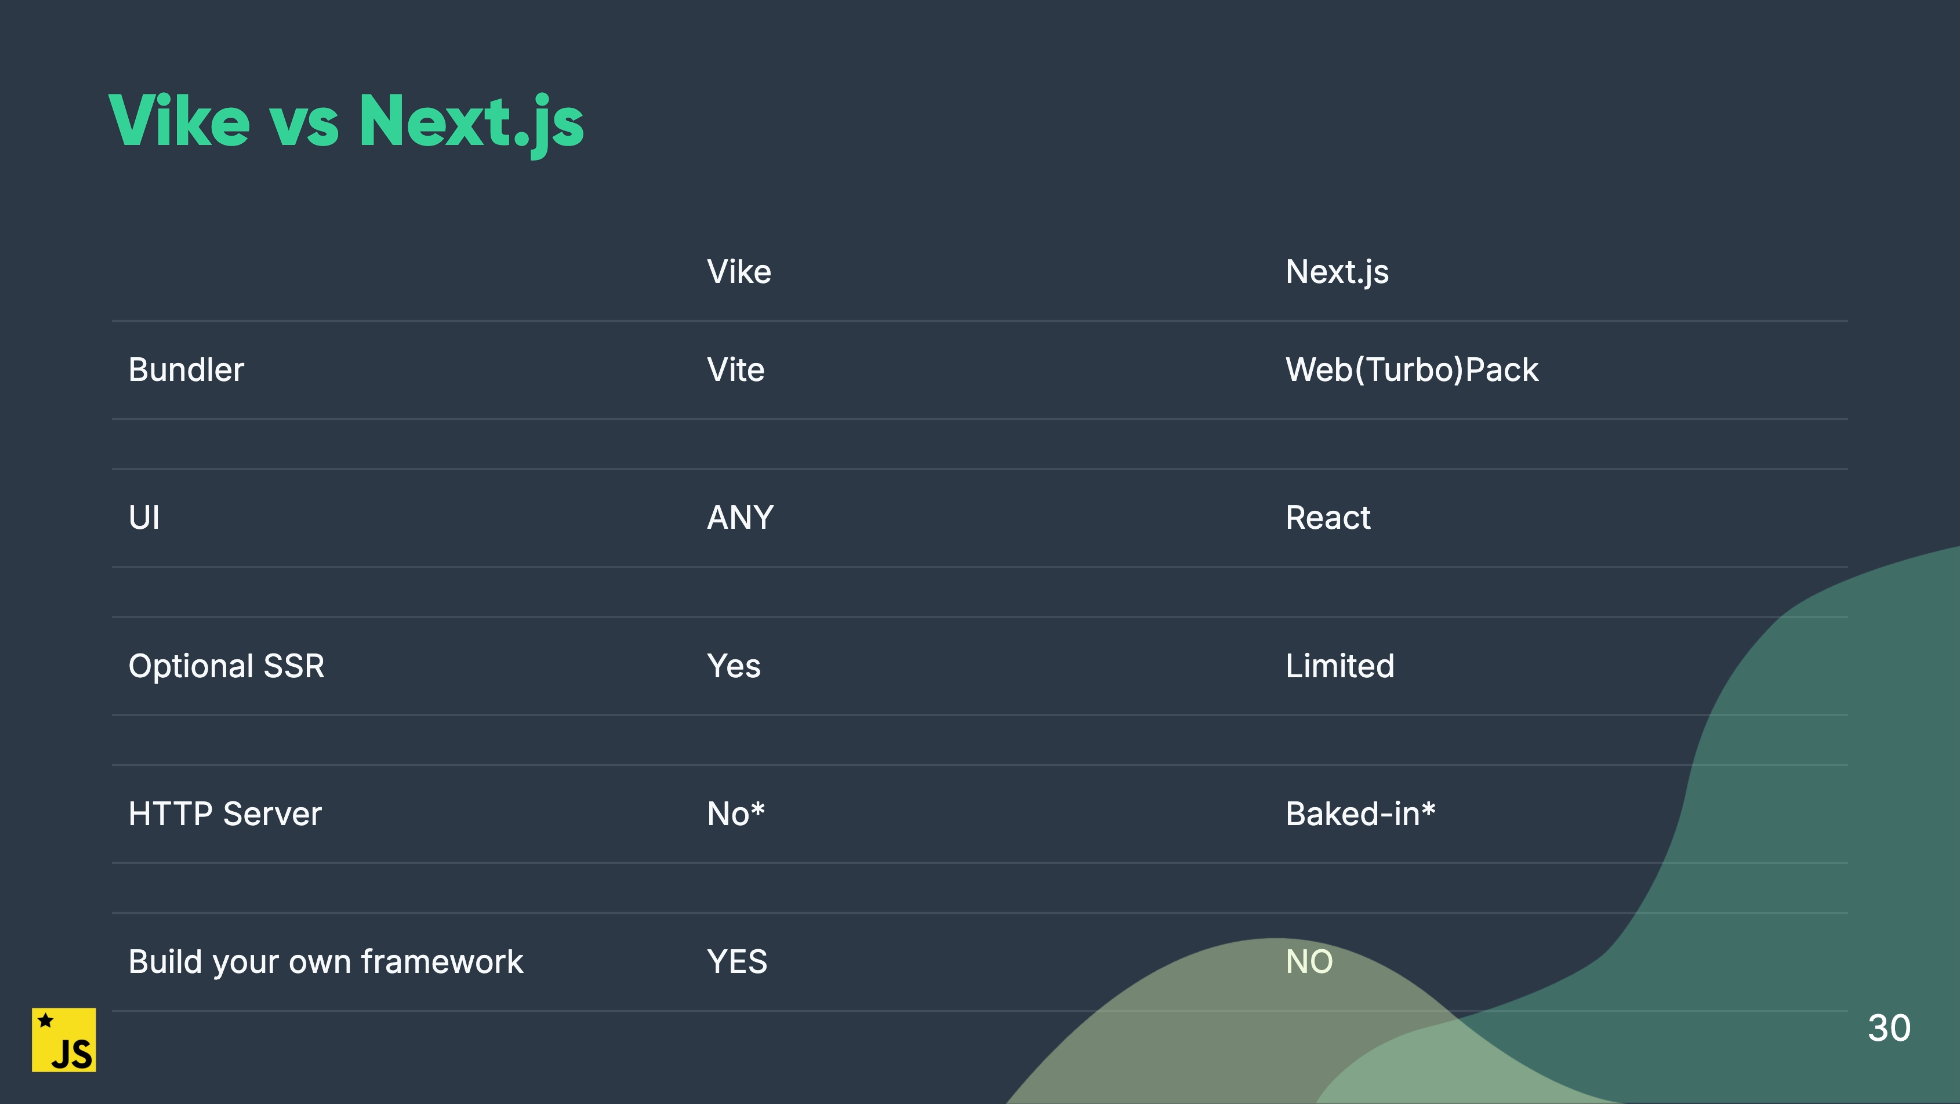 Vike vs Next.js
Vike Next.js
Bundler Vite Web(Turbo)Pack
UI ANY React
Optional SSR Yes Limited
HTTP Server No* Baked-in*
Build your own framework YES NO
JS
30